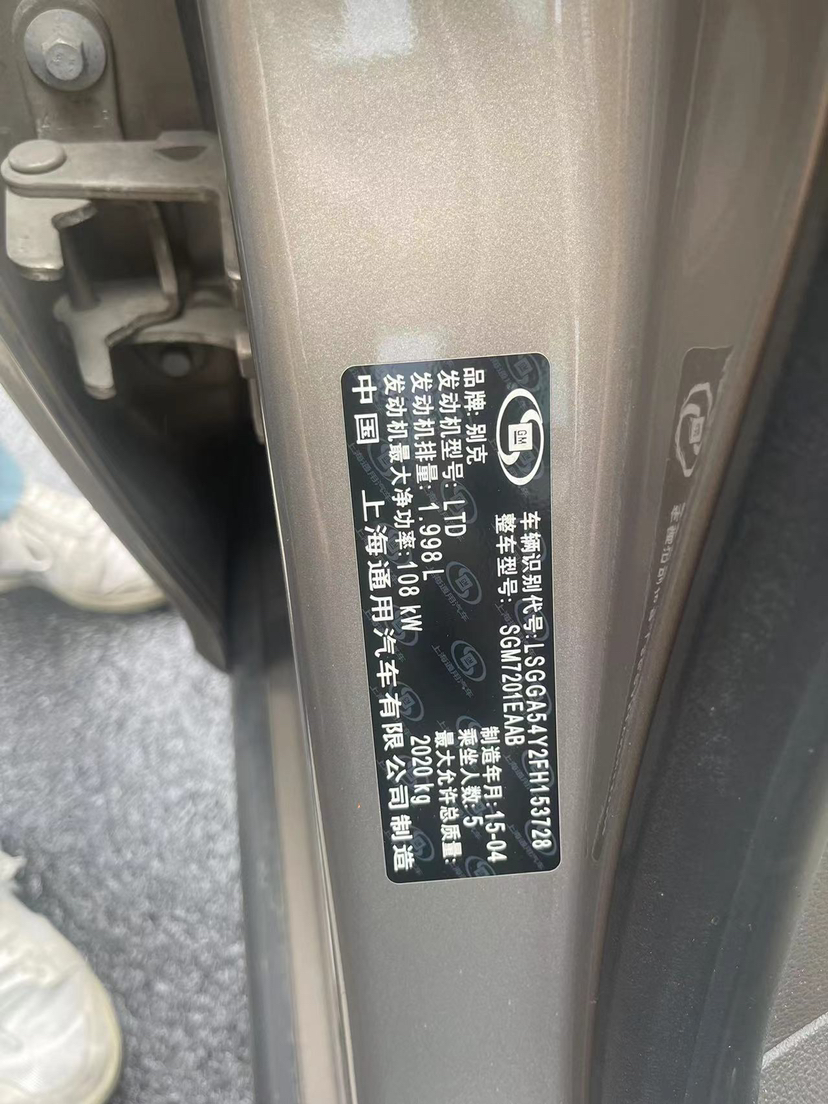 GM
车辆识别代号:LSGGA54Y2FH153728
整车型号: SGM7201EAAB
品牌: 别克
制造年月:15-04
发动机型号: LTD
乘坐人数: 5
发动机排量: 1.998L
最大允许总质量:
发动机最大净功率:108 kW
2020 kg
中国 上海通用汽车有限公司制造